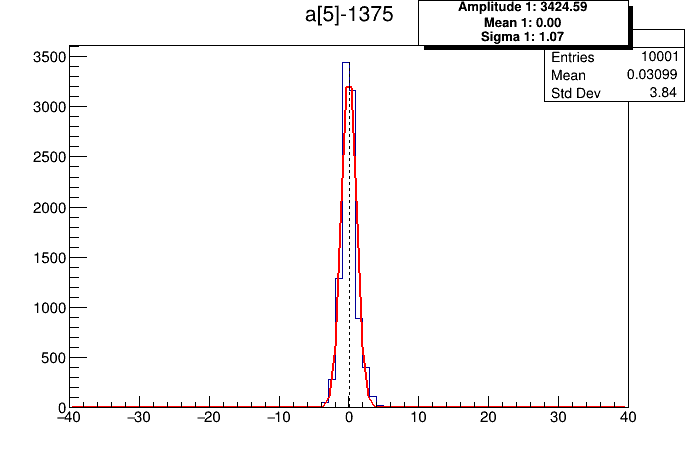 a[5]-1375
Amplitude 1: 3424.59
Mean 1: 0.00
Sigma 1: 1.07
Entries 10001
Mean 0.03099
Std Dev 3.84
3500
3000
2500
2000
1500
1000
500
0
−40 −30 −20 −10 0 10 20 30 40